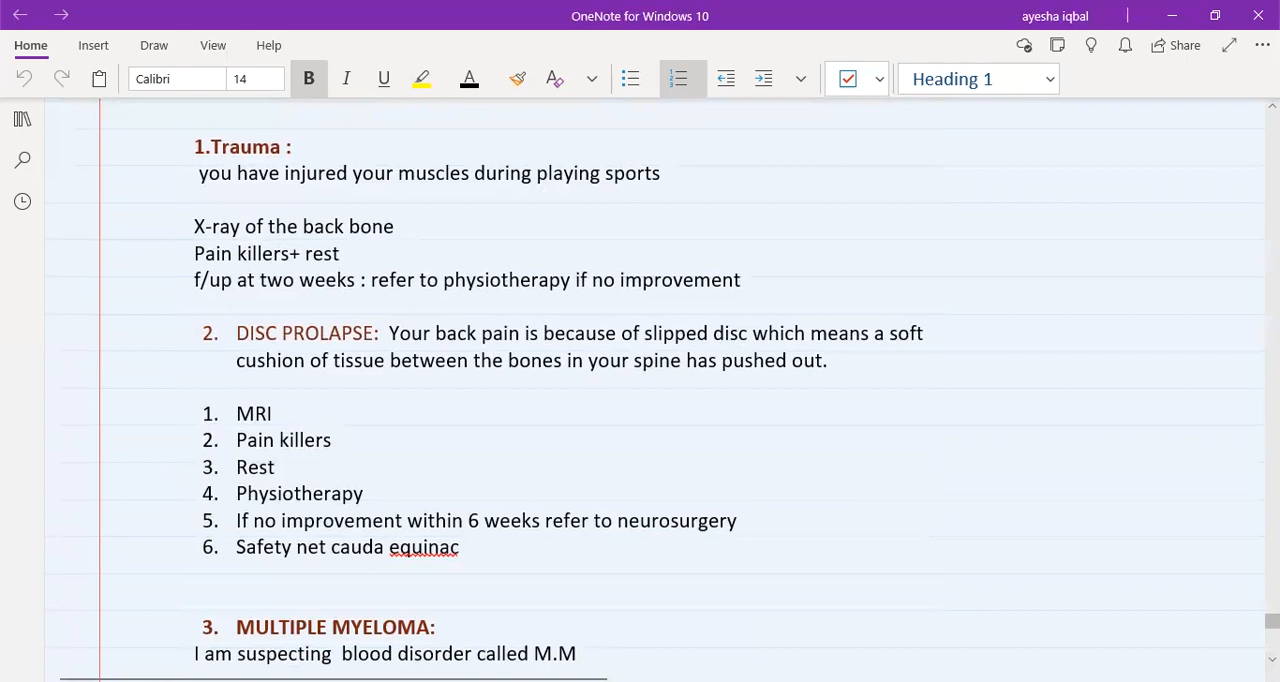 OneNote for Windows 10
ayesha iqbal
Home Insert Draw View Help
Share
Calibri 14 B I U A A Heading 1
1.Trauma :
you have injured your muscles during playing sports
X-ray of the back bone
Pain killers+ rest
f/up at two weeks : refer to physiotherapy if no improvement
2. DISC PROLAPSE: Your back pain is because of slipped disc which means a soft
cushion of tissue between the bones in your spine has pushed out.
1. MRI
2. Pain killers
3. Rest
4. Physiotherapy
5. If no improvement within 6 weeks refer to neurosurgery
6. Safety net cauda equinac
3. MULTIPLE MYELOMA:
I am suspecting blood disorder called M.M